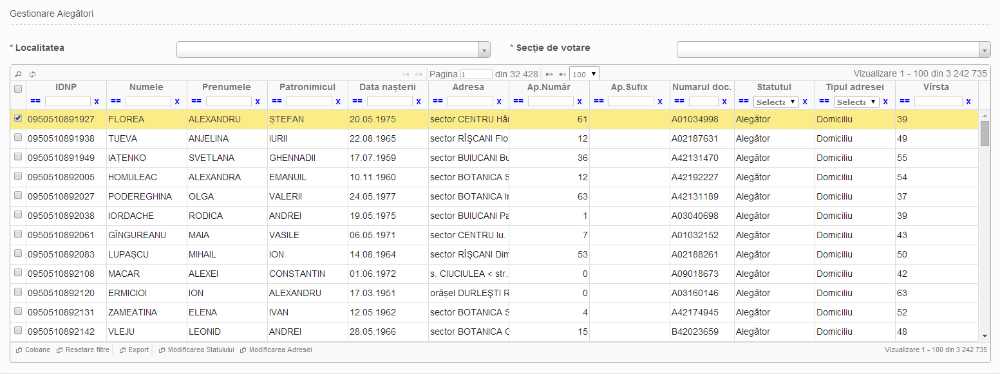 Gestionare Alegători
* Localitatea * Secție de votare
Pagina 1 din 32 428 100 Vizualizare 1 - 100 din 3 242 735
IDNP Numele Prenumele Patronimicul Data nașterii Adresa Ap.Număr Ap.Sufix Numarul doc. Statutul Tipul adresei Vîrsta
== x == x == x == x == x == x == x == x == x == Selecta x == Selecta x == x
0950510891927 FLOREA ALEXANDRU ȘTEFAN 20.05.1975 sector CENTRU Hân 61 A01034998 Alegător Domiciliu 39
0950510891938 TUEVA ANJELINA IURII 22.08.1965 sector RÎȘCANI Flo 12 A02187631 Alegător Domiciliu 49
0950510891949 IAȚENKO SVETLANA GHENNADII 17.07.1959 sector BUIUCANI Bu 36 A42131470 Alegător Domiciliu 55
0950510892005 HOMULEAC ALEXANDRA EMANUIL 10.11.1960 sector BOTANICA S 12 A42192227 Alegător Domiciliu 54
0950510892027 PODEREGHINA OLGA VALERII 24.05.1977 sector BOTANICA In 63 A42131189 Alegător Domiciliu 37
0950510892038 IORDACHE RODICA ANDREI 19.05.1975 sector BUIUCANI Pa 1 A03040698 Alegător Domiciliu 39
0950510892061 GÎNGUREANU MAIA VASILE 06.05.1971 sector CENTRU Iu. 7 A01032152 Alegător Domiciliu 43
0950510892083 LUPAȘCU MIHAIL ION 14.08.1964 sector RÎȘCANI Dim 53 A02188261 Alegător Domiciliu 50
0950510892108 MACAR ALEXEI CONSTANTIN 01.06.1972 s. CIUCIULEA < str. 0 A09018673 Alegător Domiciliu 42
0950510892120 ERMICIOI ION ALEXANDRU 17.03.1951 orășel DURLEȘTI R 0 A03160146 Alegător Domiciliu 63
0950510892131 ZAMEATINA ELENA IVAN 12.05.1962 sector BOTANICA S 4 A42174945 Alegător Domiciliu 52
0950510892142 VLEJU LEONID ANDREI 28.05.1966 sector BOTANICA C 15 B42023659 Alegător Domiciliu 48
Coloane Resetare filtre Export Modificarea Statutului Modificarea Adresei Vizualizare 1 - 100 din 3 242 735